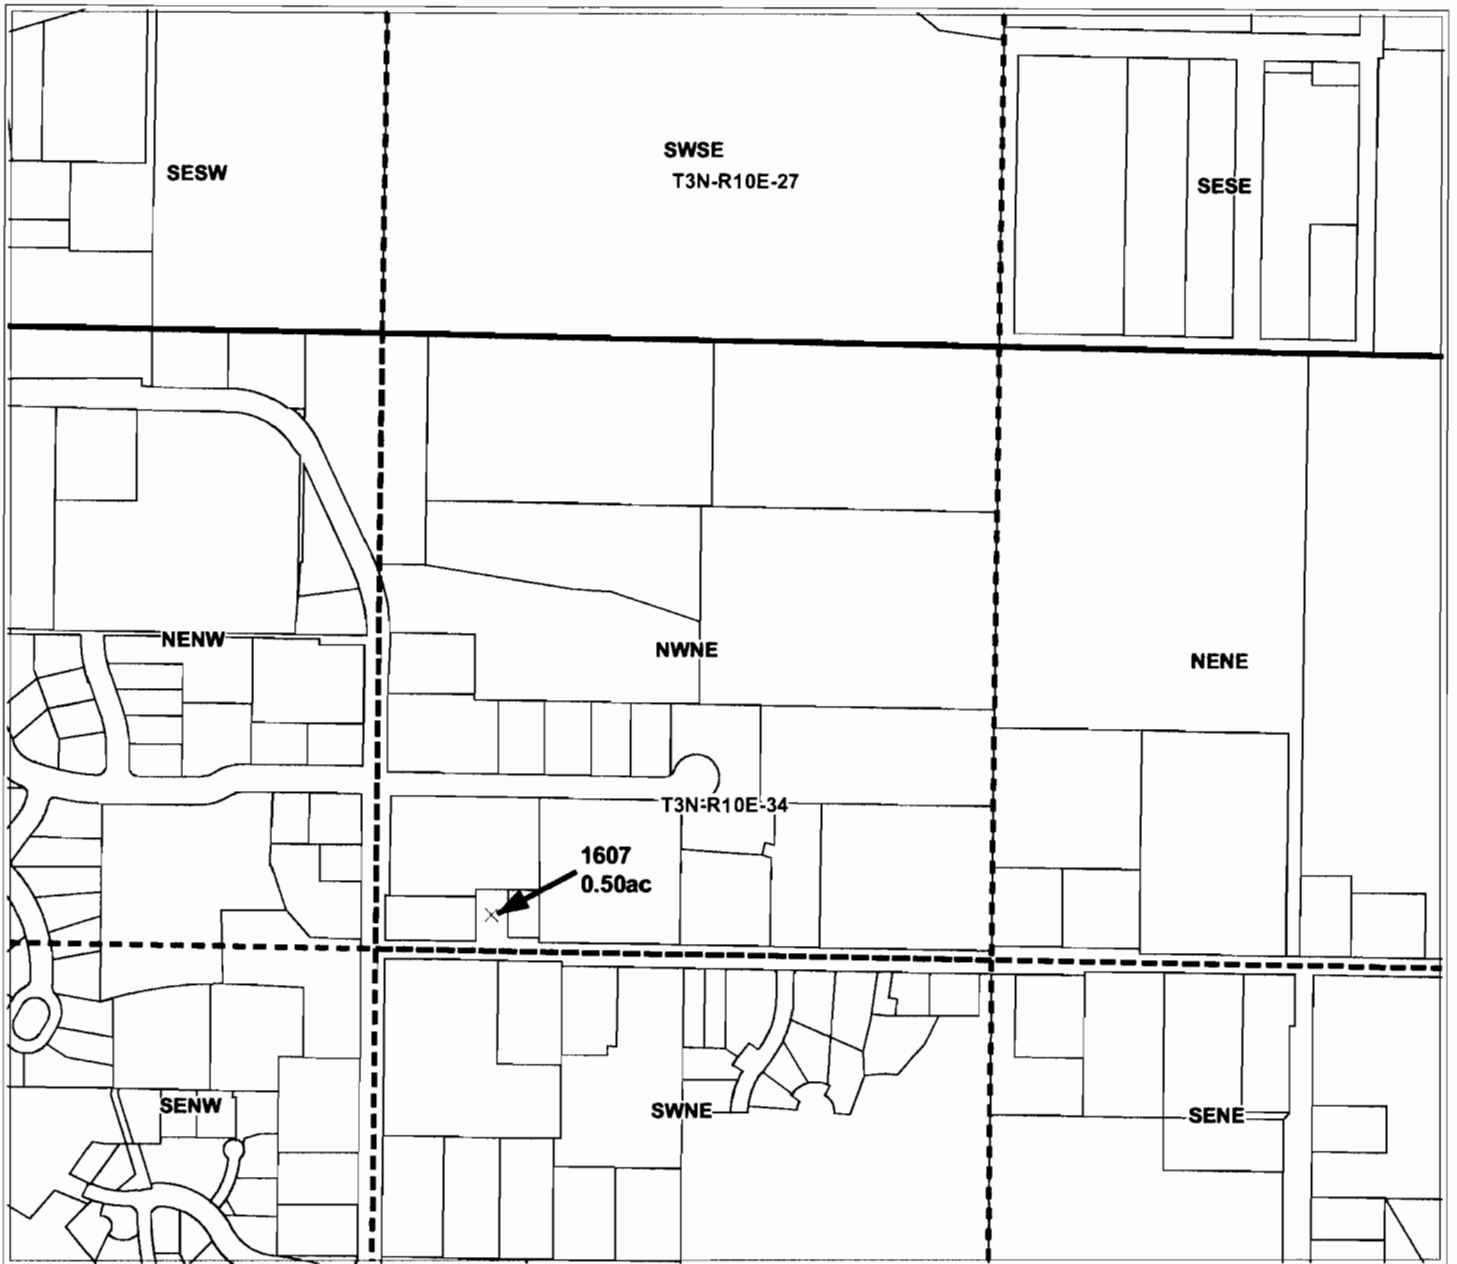 SWSE
SESW
T3N-R10E-27
SESE
NENW
NWNE
NENE
T3N-R10E-34
1607
0.50ac
SENW
SWNE
SENE